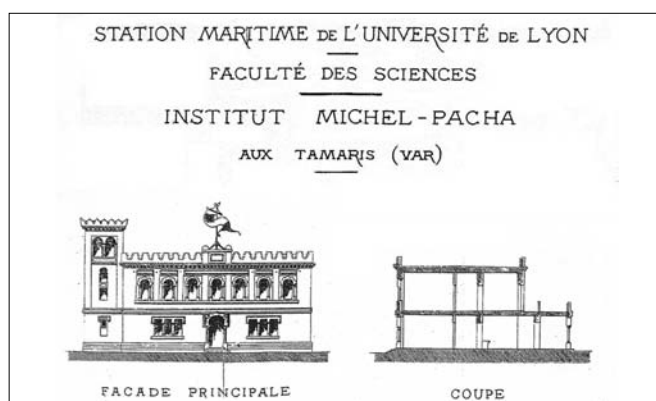 STATION MARITIME DE L'UNIVERSITÉ DE LYON
FACULTÉ DES SCIENCES
INSTITUT MICHEL-PACHA
AUX TAMARIS (VAR)
FACADE PRINCIPALE
COUPE